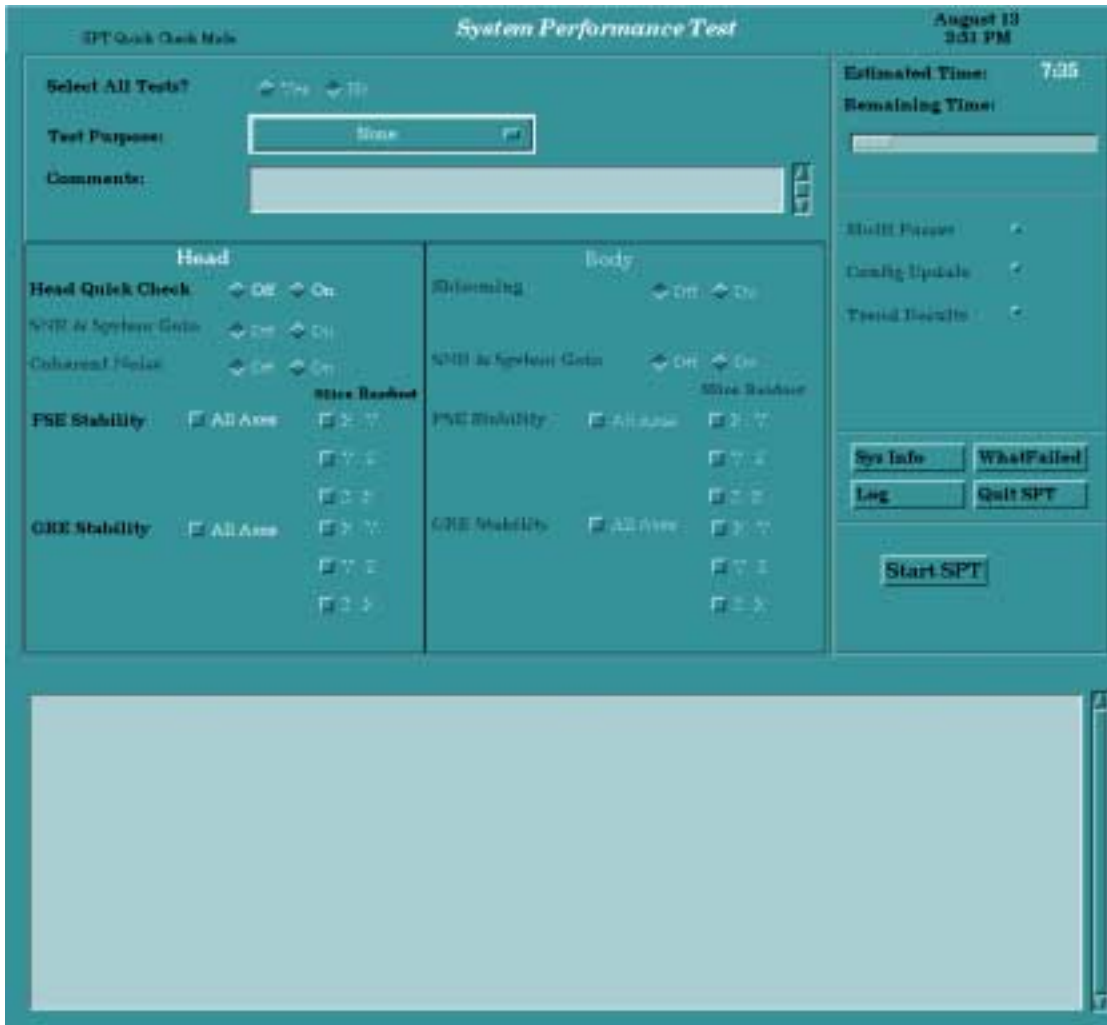 SPT Quick Check Mode
System Performance Test
August 13
3:51 PM
Select All Tests? Yes No
Test Purpose: None
Comments:
Estimated Time: 7:35
Remaining Time:
Config Update
Trend Results
Sys Info WhatFailed
Log Quit SPT
Start SPT
Head
Head Quick Check Off On
SNR & System Gain Off On
Coherent Noise Off On
Slice Readout
FSE Stability All Axes X Y
Y Z
Z X
GRE Stability All Axes X Y
Y Z
Z X
Body
Shimming Off On
SNR & System Gain Off On
Slice Readout
FSE Stability All Axes X Y
Y Z
Z X
GRE Stability All Axes X Y
Y Z
Z X